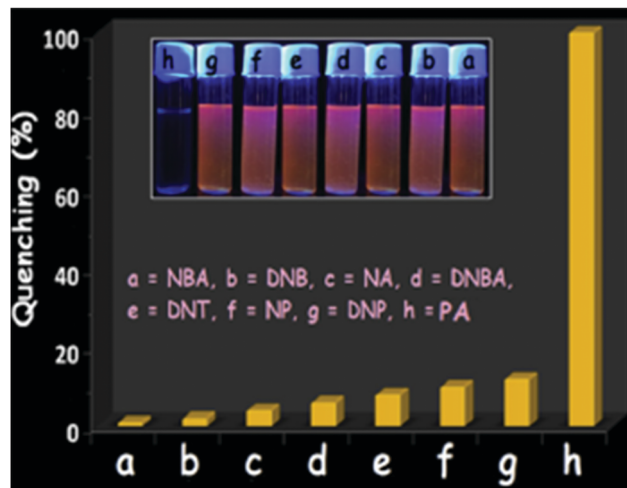 Quenching (%)
100
80
60
40
20
0
h g f e d c b a
a = NBA, b = DNB, c = NA, d = DNBA,
e = DNT, f = NP, g = DNP, h = PA
a b c d e f g h